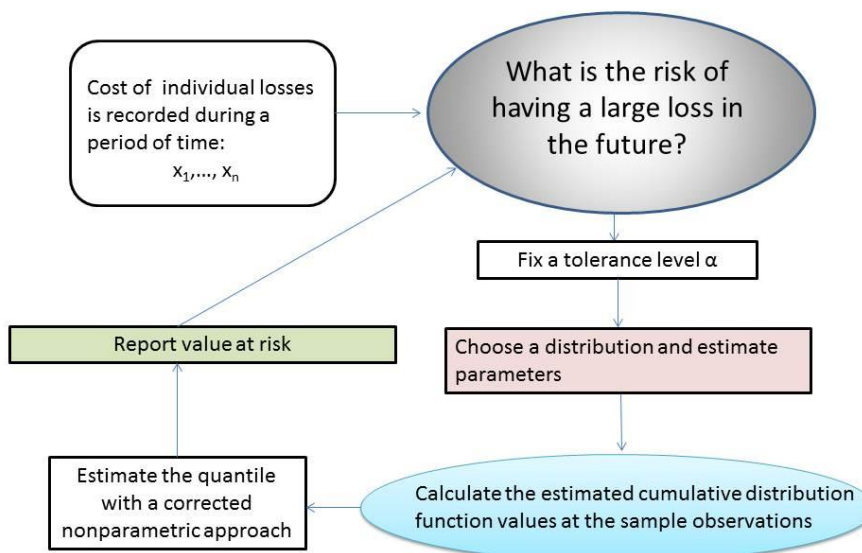 Cost of individual losses
is recorded during a
period of time:
x₁,..., xₙ
What is the risk of
having a large loss in
the future?
Fix a tolerance level α
Choose a distribution and estimate
parameters
Calculate the estimated cumulative distribution
function values at the sample observations
Estimate the quantile
with a corrected
nonparametric approach
Report value at risk